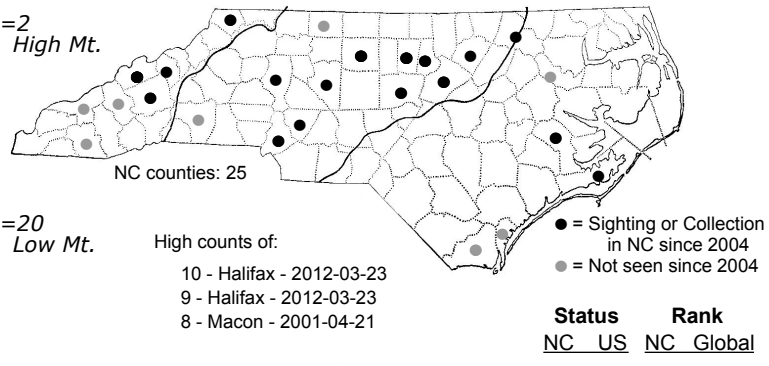 =2
High Mt.
NC counties: 25
=20
Low Mt.
High counts of:
10 - Halifax - 2012-03-23
9 - Halifax - 2012-03-23
8 - Macon - 2001-04-21
= Sighting or Collection
in NC since 2004
= Not seen since 2004
Status Rank
NC US NC Global